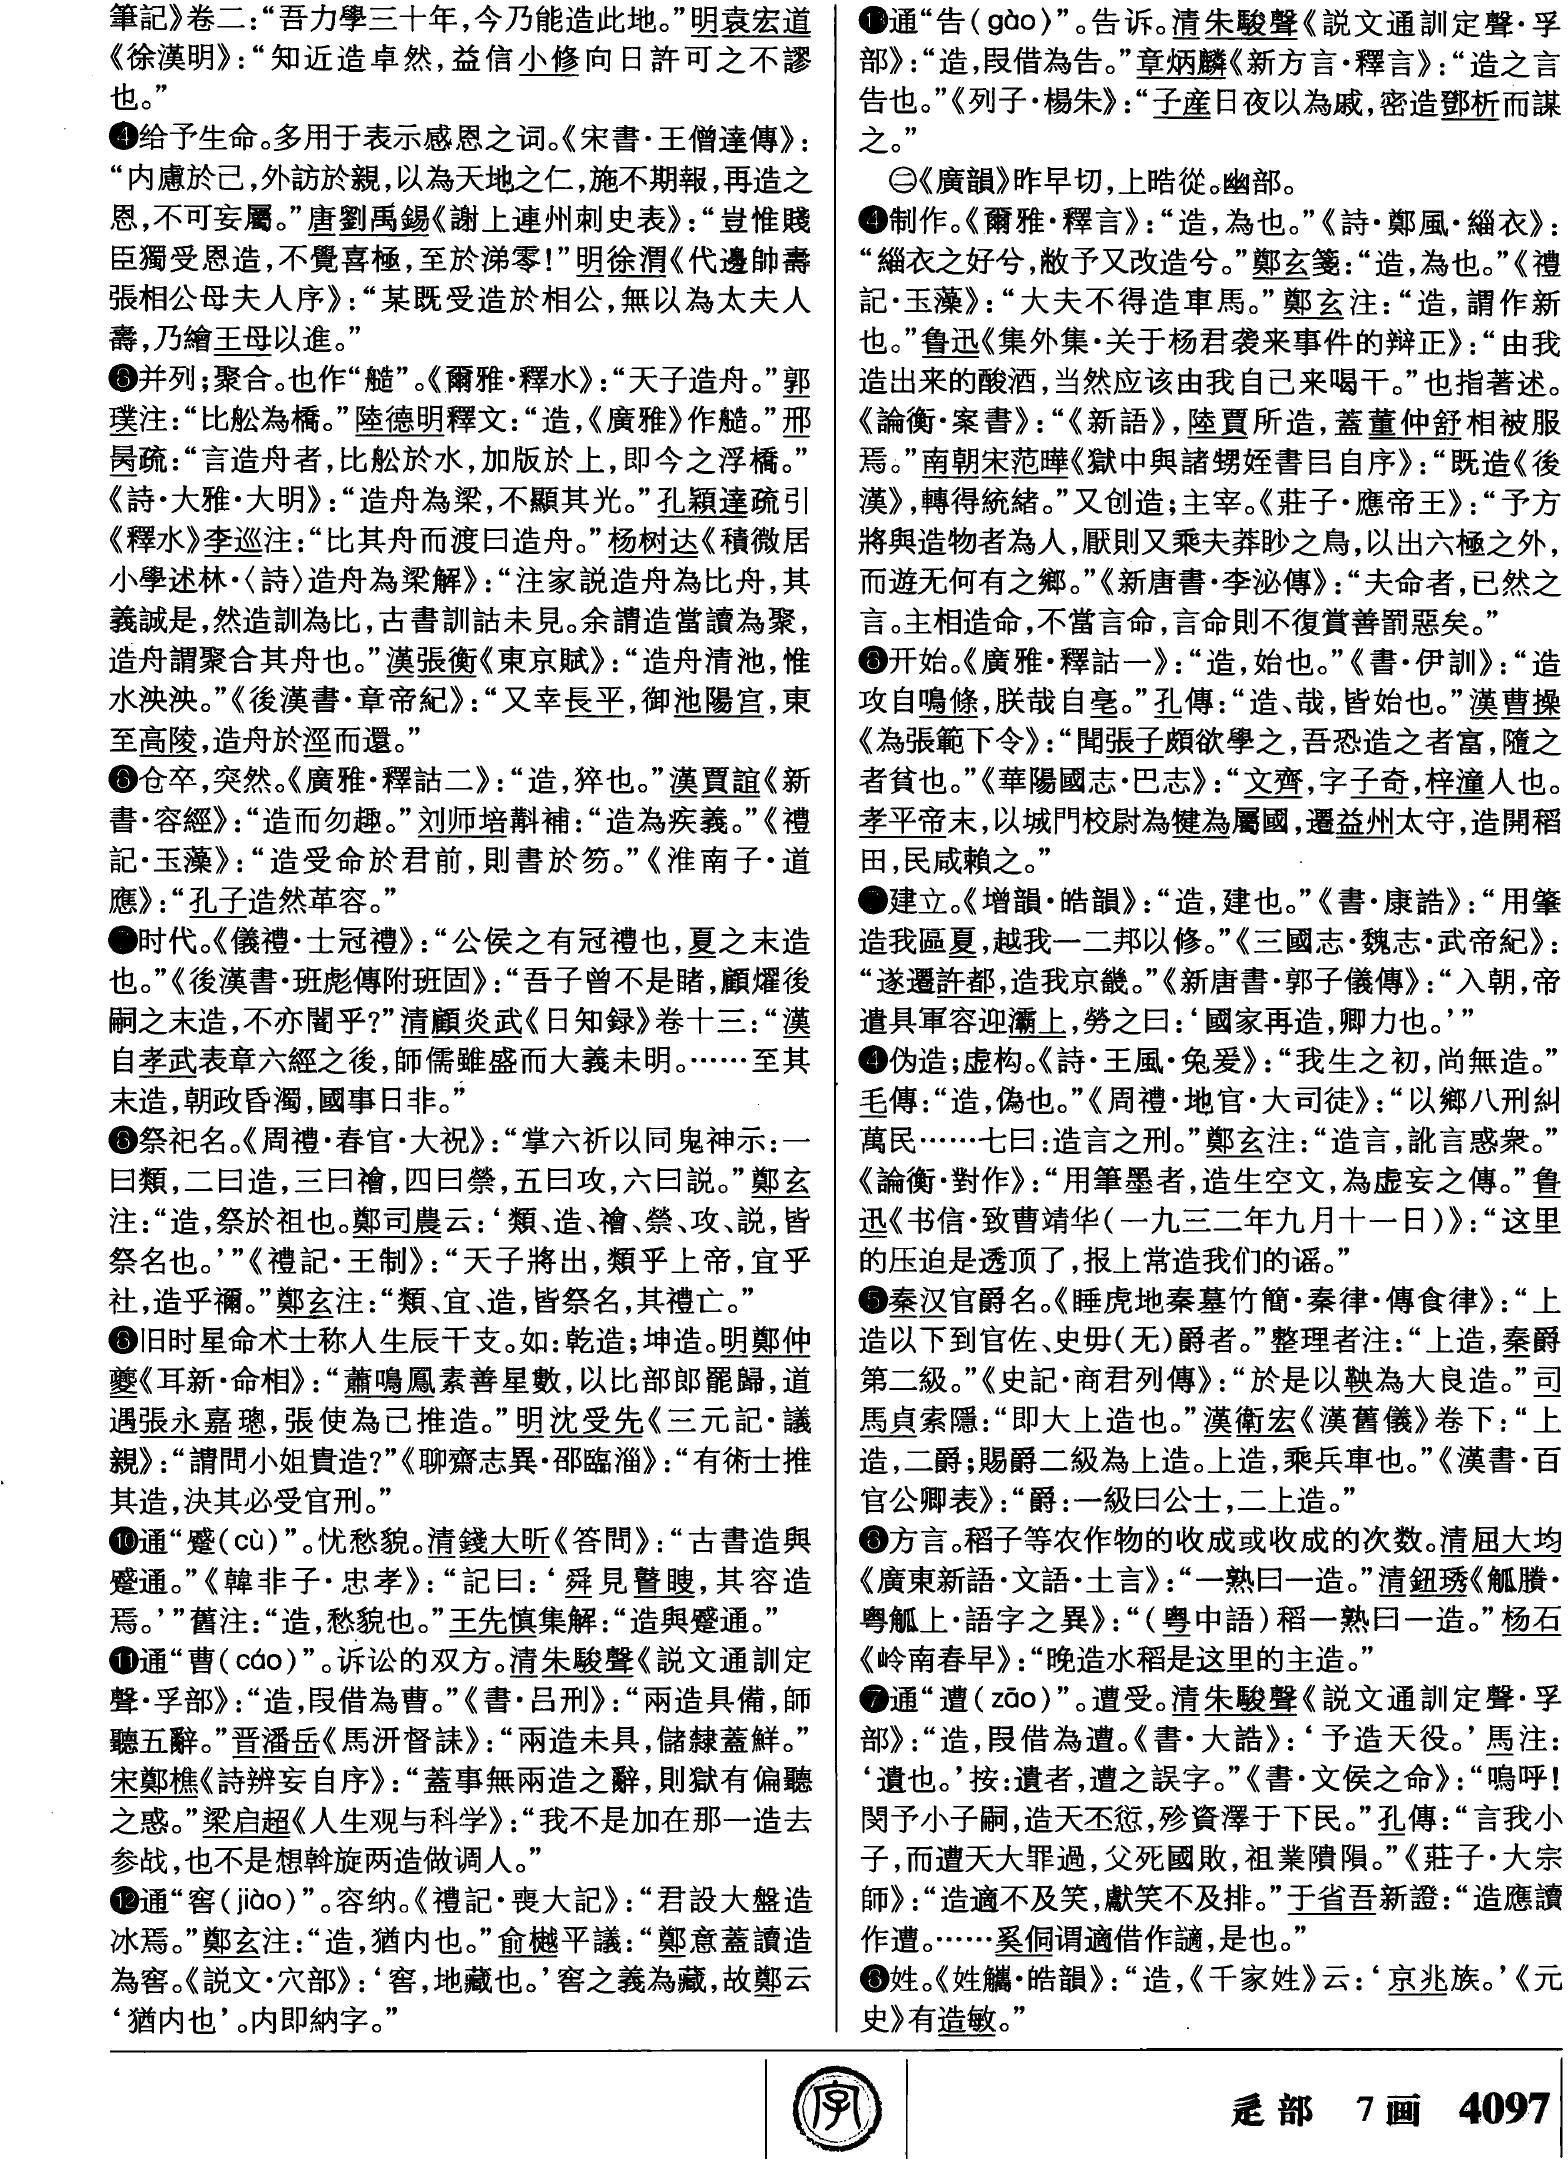 筆記》卷二：“吾力學三十年，今乃能造此地。”明袁宏道
《徐漢明》：“知近造卓然，益信小修向日許可之不謬
也。”
❹给予生命。多用于表示感恩之词。《宋書·王僧達傳》：
“内慮於己，外訪於親，以為天地之仁，施不期報，再造之
恩，不可妄屬。”唐劉禹錫《謝上連州刺史表》：“豈惟賤
臣獨受恩造，不覺喜極，至於涕零！”明徐渭《代邊帥壽
張相公母夫人序》：“某既受造於相公，無以為太夫人
壽，乃繪王母以進。”
❺并列；聚合。也作“艁”。《爾雅·釋水》：“天子造舟。”郭
璞注：“比舩為橋。”陸德明釋文：“造，《廣雅》作艁。”邢
昺疏：“言造舟者，比舩於水，加版於上，即今之浮橋。”
《詩·大雅·大明》：“造舟為梁，不顯其光。”孔穎達疏引
《釋水》李巡注：“比其舟而渡曰造舟。”杨树达《積微居
小學述林·〈詩〉造舟為梁解》：“注家説造舟為比舟，其
義誠是，然造訓為比，古書訓詁未見。余謂造當讀為聚，
造舟謂聚合其舟也。”漢張衡《東京賦》：“造舟清池，惟
水泱泱。”《後漢書·章帝紀》：“又幸長平，御池陽宫，東
至高陵，造舟於涇而還。”
❻仓卒，突然。《廣雅·釋詁二》：“造，猝也。”漢賈誼《新
書·容經》：“造而勿趣。”刘师培斠補：“造為疾義。”《禮
記·玉藻》：“造受命於君前，則書於笏。”《淮南子·道
應》：“孔子造然革容。”
❼时代。《儀禮·士冠禮》：“公侯之有冠禮也，夏之末造
也。”《後漢書·班彪傳附班固》：“吾子曾不是睹，顧燿後
嗣之末造，不亦闇乎？”清顧炎武《日知録》卷十三：“漢
自孝武表章六經之後，師儒雖盛而大義未明。……至其
末造，朝政昏濁，國事日非。”
❽祭祀名。《周禮·春官·大祝》：“掌六祈以同鬼神示：一
曰類，二曰造，三曰禬，四曰禜，五曰攻，六曰説。”鄭玄
注：“造，祭於祖也。鄭司農云：‘類、造、禬、禜、攻、説，皆
祭名也。’”《禮記·王制》：“天子將出，類乎上帝，宜乎
社，造乎禰。”鄭玄注：“類、宜、造，皆祭名，其禮亡。”
❾旧时星命术士称人生辰干支。如：乾造；坤造。明鄭仲
夔《耳新·命相》：“蕭鳴鳳素善星數，以比部郎罷歸，道
遇張永嘉璁，張使為己推造。”明沈受先《三元記·議
親》：“請問小姐貴造？”《聊齋志異·邵臨淄》：“有術士推
其造，決其必受官刑。”
❿通“蹙（cù）”。忧愁貌。清錢大昕《答問》：“古書造與
蹙通。”《韓非子·忠孝》：“記曰：‘舜見瞽瞍，其容造
焉。’”舊注：“造，愁貌也。”王先慎集解：“造與蹙通。”
⓫通“曹（cáo）”。诉讼的双方。清朱駿聲《説文通訓定
聲·孚部》：“造，叚借為曹。”《書·吕刑》：“兩造具備，師
聽五辭。”晋潘岳《馬汧督誄》：“兩造未具，儲隸蓋鮮。”
宋鄭樵《詩辨妄自序》：“蓋事無兩造之辭，則獄有偏聽
之惑。”梁启超《人生观与科学》：“我不是加在那一造去
参战，也不是想斡旋两造做调人。”
⓬通“窖（jiào）”。容纳。《禮記·喪大記》：“君設大盤造
冰焉。”鄭玄注：“造，猶内也。”俞樾平議：“鄭意蓋讀造
為窖。《説文·穴部》：‘窖，地藏也。’窖之義為藏，故鄭云
‘猶内也’。内即納字。”
⓭通“告（gào）”。告诉。清朱駿聲《説文通訓定聲·孚
部》：“造，叚借為告。”章炳麟《新方言·釋言》：“造之言
告也。”《列子·楊朱》：“子産日夜以為戚，密造鄧析而謀
之。”
㊁《廣韻》昨早切，上晧從。幽部。
❶制作。《爾雅·釋言》：“造，為也。”《詩·鄭風·緇衣》：
“緇衣之好兮，敝予又改造兮。”鄭玄箋：“造，為也。”《禮
記·玉藻》：“大夫不得造車馬。”鄭玄注：“造，謂作新
也。”鲁迅《集外集·关于杨君袭来事件的辩正》：“由我
造出来的酸酒，当然应该由我自己来喝干。”也指著述。
《論衡·案書》：“《新語》，陸賈所造，蓋董仲舒相被服
焉。”南朝宋范曄《獄中與諸甥姪書㠯自序》：“既造《後
漢》，轉得統緒。”又创造；主宰。《莊子·應帝王》：“予方
將與造物者為人，厭則又乘夫莽眇之鳥，以出六極之外，
而遊无何有之鄉。”《新唐書·李泌傳》：“夫命者，已然之
言。主相造命，不當言命，言命則不復賞善罰惡矣。”
❷开始。《廣雅·釋詁一》：“造，始也。”《書·伊訓》：“造
攻自鳴條，朕哉自亳。”孔傳：“造、哉，皆始也。”漢曹操
《為張範下令》：“聞張子頗欲學之，吾恐造之者富，隨之
者貧也。”《華陽國志·巴志》：“文齊，字子奇，梓潼人也。
孝平帝末，以城門校尉為犍為屬國，遷益州太守，造開稻
田，民咸賴之。”
❸建立。《增韻·皓韻》：“造，建也。”《書·康誥》：“用肇
造我區夏，越我一二邦以修。”《三國志·魏志·武帝紀》：
“遂遷許都，造我京畿。”《新唐書·郭子儀傳》：“入朝，帝
遣具軍容迎灞上，勞之曰：‘國家再造，卿力也。’”
❹伪造；虚构。《詩·王風·兔爰》：“我生之初，尚無造。”
毛傳：“造，偽也。”《周禮·地官·大司徒》：“以鄉八刑糾
萬民……七曰：造言之刑。”鄭玄注：“造言，訛言惑衆。”
《論衡·對作》：“用筆墨者，造生空文，為虚妄之傳。”鲁
迅《书信·致曹靖华（一九三二年九月十一日）》：“这里
的压迫是透顶了，报上常造我们的谣。”
❺秦汉官爵名。《睡虎地秦墓竹簡·秦律·傳食律》：“上
造以下到官佐、史毋（无）爵者。”整理者注：“上造，秦爵
第二級。”《史記·商君列傳》：“於是以鞅為大良造。”司
馬貞索隱：“即大上造也。”漢衛宏《漢舊儀》卷下：“上
造，二爵；賜爵二級為上造。上造，乘兵車也。”《漢書·百
官公卿表》：“爵：一級曰公士，二上造。”
❻方言。稻子等农作物的收成或收成的次数。清屈大均
《廣東新語·文語·土言》：“一熟曰一造。”清鈕琇《觚賸·
粤觚上·語字之異》：“（粤中語）稻一熟曰一造。”杨石
《岭南春早》：“晚造水稻是这里的主造。”
❼通“遭（zāo）”。遭受。清朱駿聲《説文通訓定聲·孚
部》：“造，叚借為遭。《書·大誥》：‘予造天役。’馬注：
‘遺也。’按：遺者，遭之誤字。”《書·文侯之命》：“嗚呼！
閔予小子嗣，造天丕愆，殄資澤于下民。”孔傳：“言我小
子，而遭天大罪過，父死國敗，祖業隤隕。”《莊子·大宗
師》：“造適不及笑，獻笑不及排。”于省吾新證：“造應讀
作遭。……奚侗谓適借作謫，是也。”
❽姓。《姓觿·皓韻》：“造，《千家姓》云：‘京兆族。’《元
史》有造敏。”
字
辵部 7画 4097